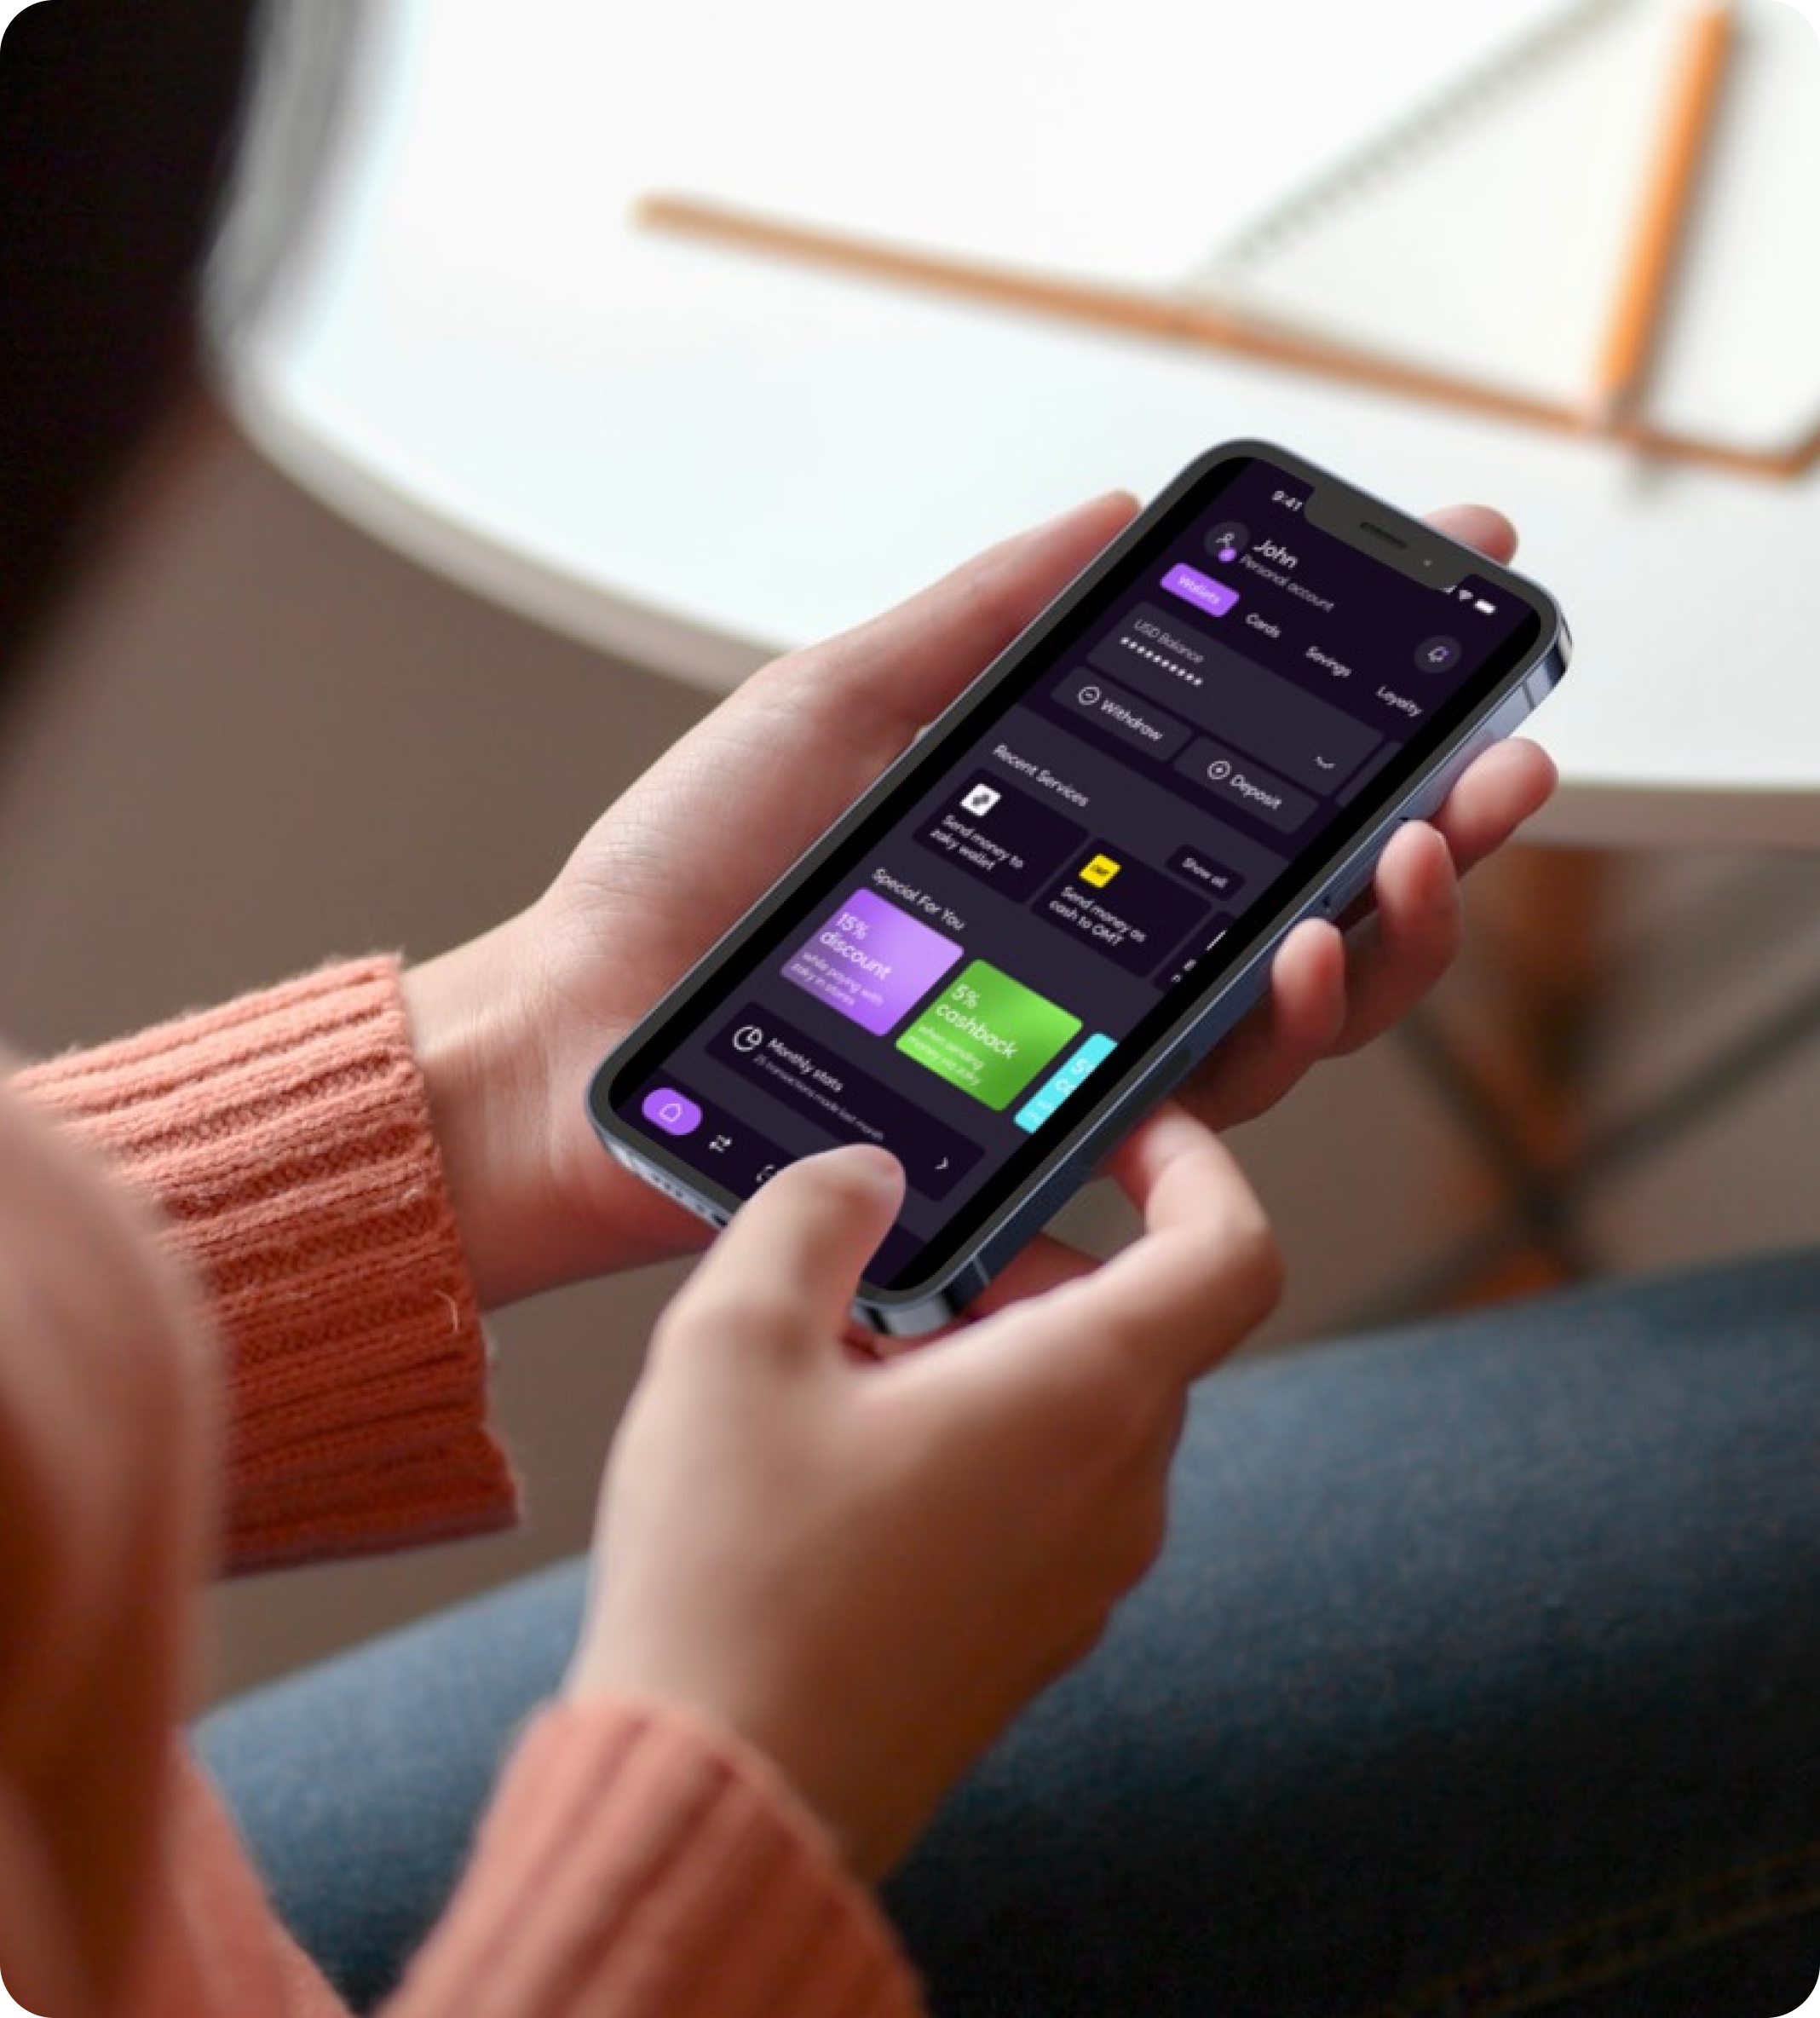 9:41
John
Personal account
Wallets
Cards
Savings
Loyalty
USD Balance
**********
Withdraw
Deposit
Recent Services
Show all
Send money to
zaky wallet
OMT
Send money as
cash to OMT
Special For You
15%
discount
while paying with
zaky in stores
5%
cashback
when sending
money via zaky
5%
Monthly stats
25 transactions made last month